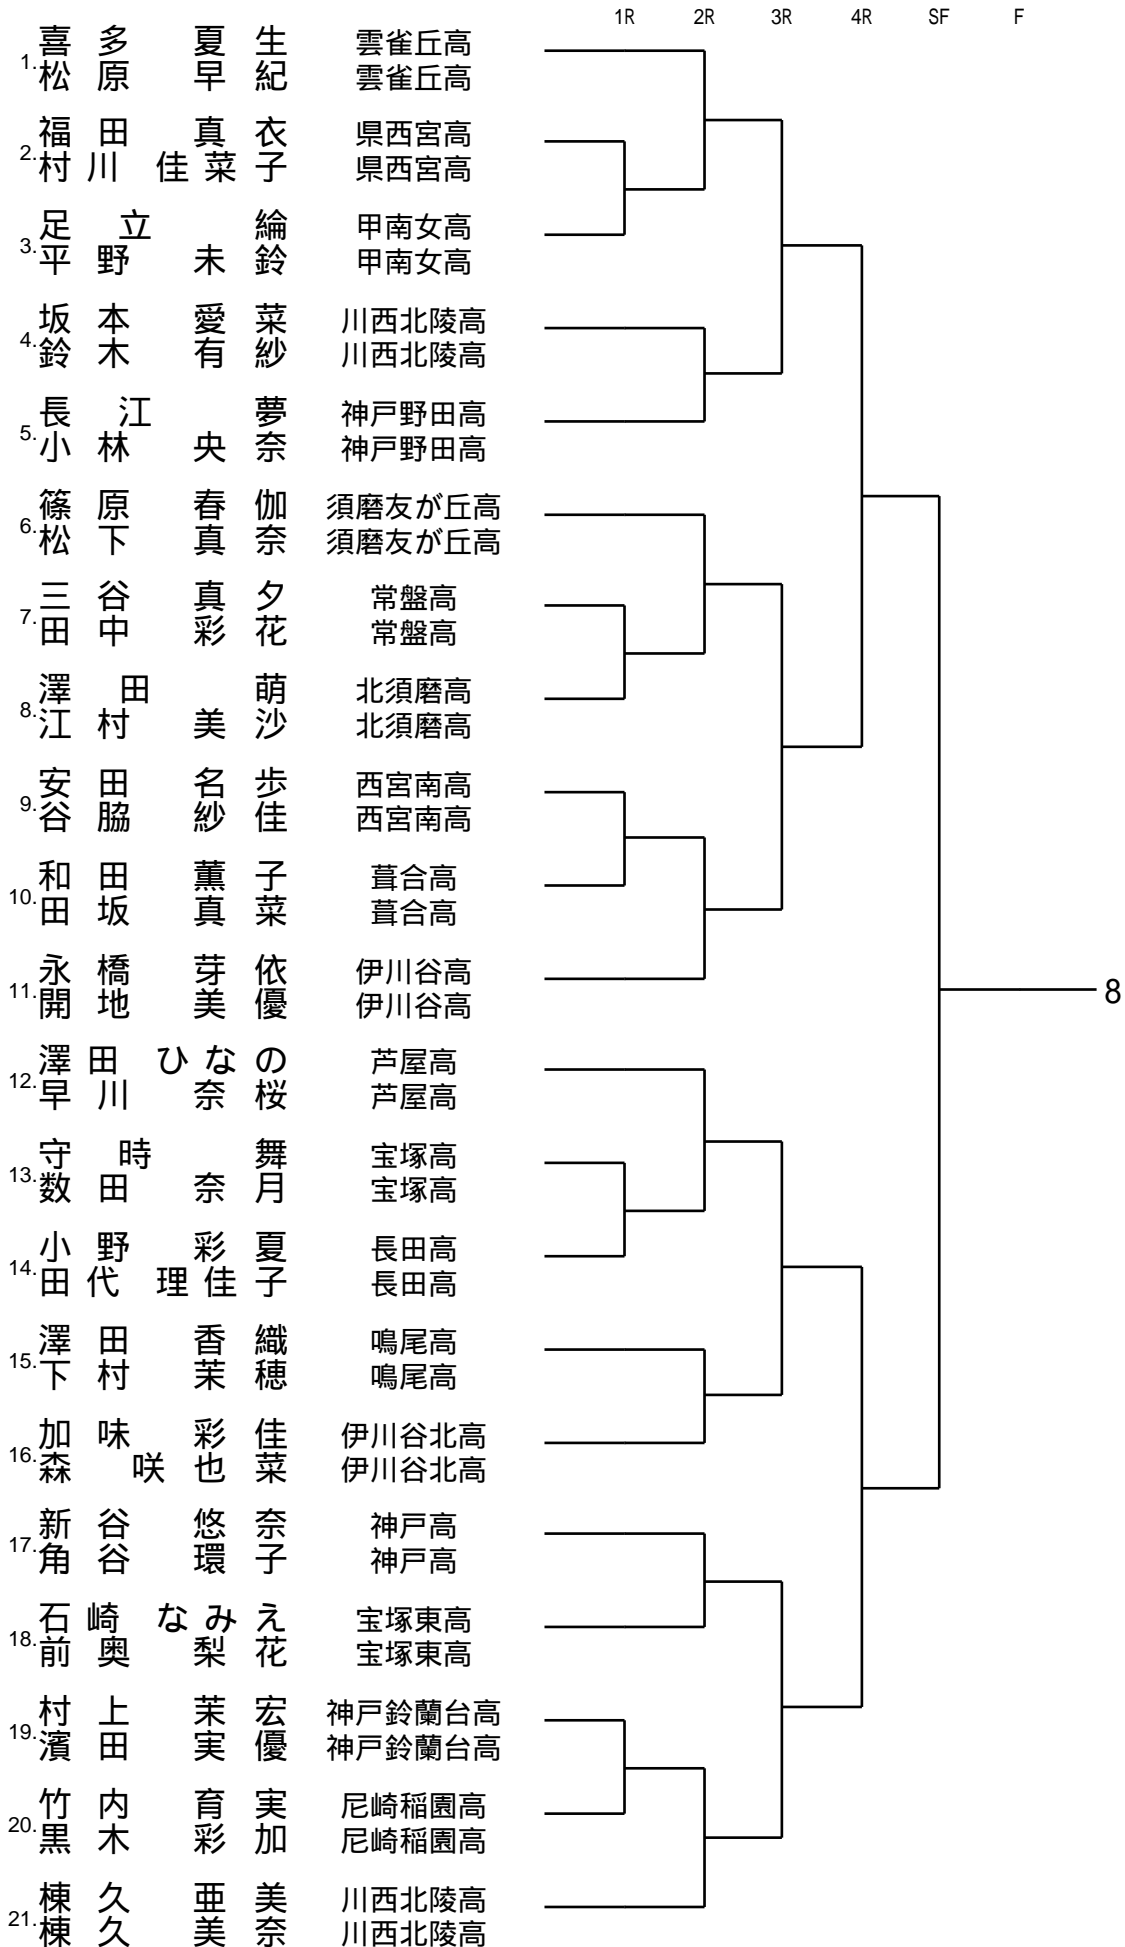 1R 2R 3R 4R SF F
1. 喜多 夏生 雲雀丘高
松原 早紀 雲雀丘高
2. 福田 真衣 県西宮高
村川 佳菜子 県西宮高
3. 足立 綸 甲南女高
平野 未鈴 甲南女高
4. 坂本 愛菜 川西北陵高
鈴木 有紗 川西北陵高
5. 長江 夢 神戸野田高
小林 央奈 神戸野田高
6. 篠原 春伽 須磨友が丘高
松下 真奈 須磨友が丘高
7. 三谷 真夕 常盤高
田中 彩花 常盤高
8. 澤田 萌 北須磨高
江村 美沙 北須磨高
9. 安田 名歩 西宮南高
谷脇 紗佳 西宮南高
10. 和田 薫子 葺合高
田坂 真菜 葺合高
11. 永橋 芽依 伊川谷高
開地 美優 伊川谷高
8
12. 澤田 ひなの 芦屋高
早川 奈桜 芦屋高
13. 守時 舞 宝塚高
数田 奈月 宝塚高
14. 小野 彩夏 長田高
田代 理佳子 長田高
15. 澤田 香織 鳴尾高
下村 茉穂 鳴尾高
16. 加味 彩佳 伊川谷北高
森 咲也菜 伊川谷北高
17. 新谷 悠奈 神戸高
角谷 環子 神戸高
18. 石崎 なみえ 宝塚東高
前奥 梨花 宝塚東高
19. 村上 茉宏 神戸鈴蘭台高
濱田 実優 神戸鈴蘭台高
20. 竹内 育実 尼崎稲園高
黒木 彩加 尼崎稲園高
21. 棟久 亜美 川西北陵高
棟久 美奈 川西北陵高